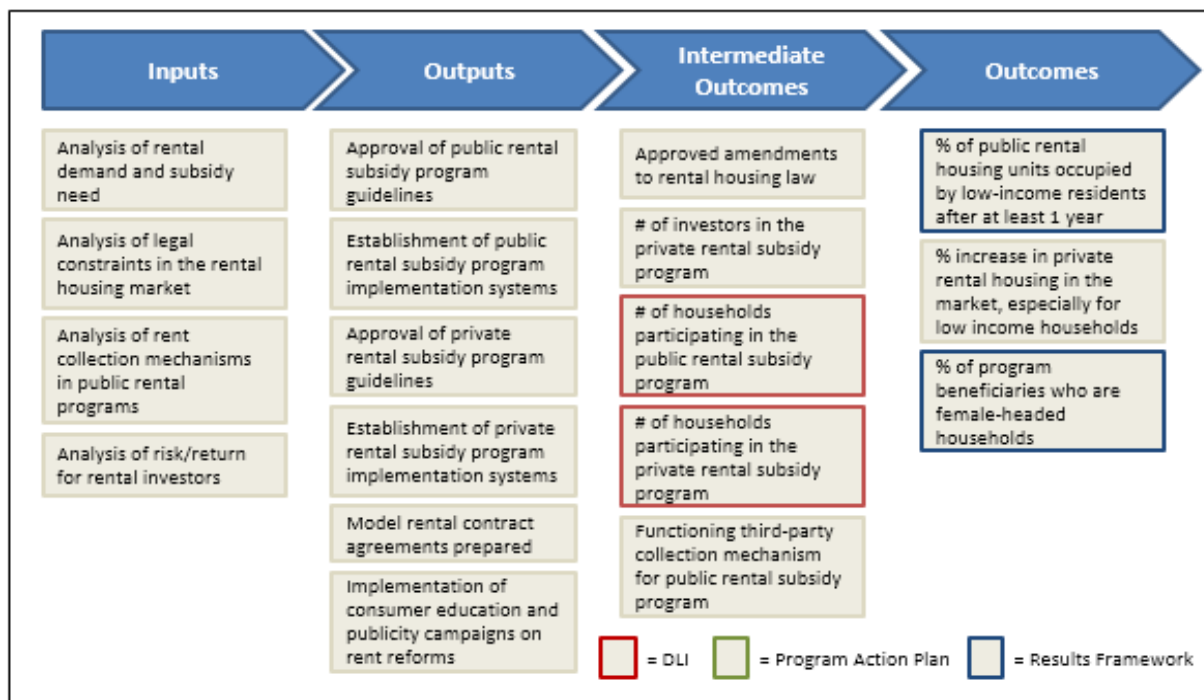 Inputs
Outputs
Intermediate
Outcomes
Outcomes
Analysis of rental
demand and subsidy
need
Analysis of legal
constraints in the rental
housing market
Analysis of rent
collection mechanisms
in public rental
programs
Analysis of risk/return
for rental investors
Approval of public rental
subsidy program
guidelines
Establishment of public
rental subsidy program
implementation systems
Approval of private
rental subsidy program
guidelines
Establishment of private
rental subsidy program
implementation systems
Model rental contract
agreements prepared
Implementation of
consumer education and
publicity campaigns on
rent reforms
Approved amendments
to rental housing law
# of investors in the
private rental subsidy
program
# of households
participating in the
public rental subsidy
program
# of households
participating in the
private rental subsidy
program
Functioning third-party
collection mechanism
for public rental subsidy
program
% of public rental
housing units occupied
by low-income residents
after at least 1 year
% increase in private
rental housing in the
market, especially for
low income households
% of program
beneficiaries who are
female-headed
households
= DLI
= Program Action Plan
= Results Framework